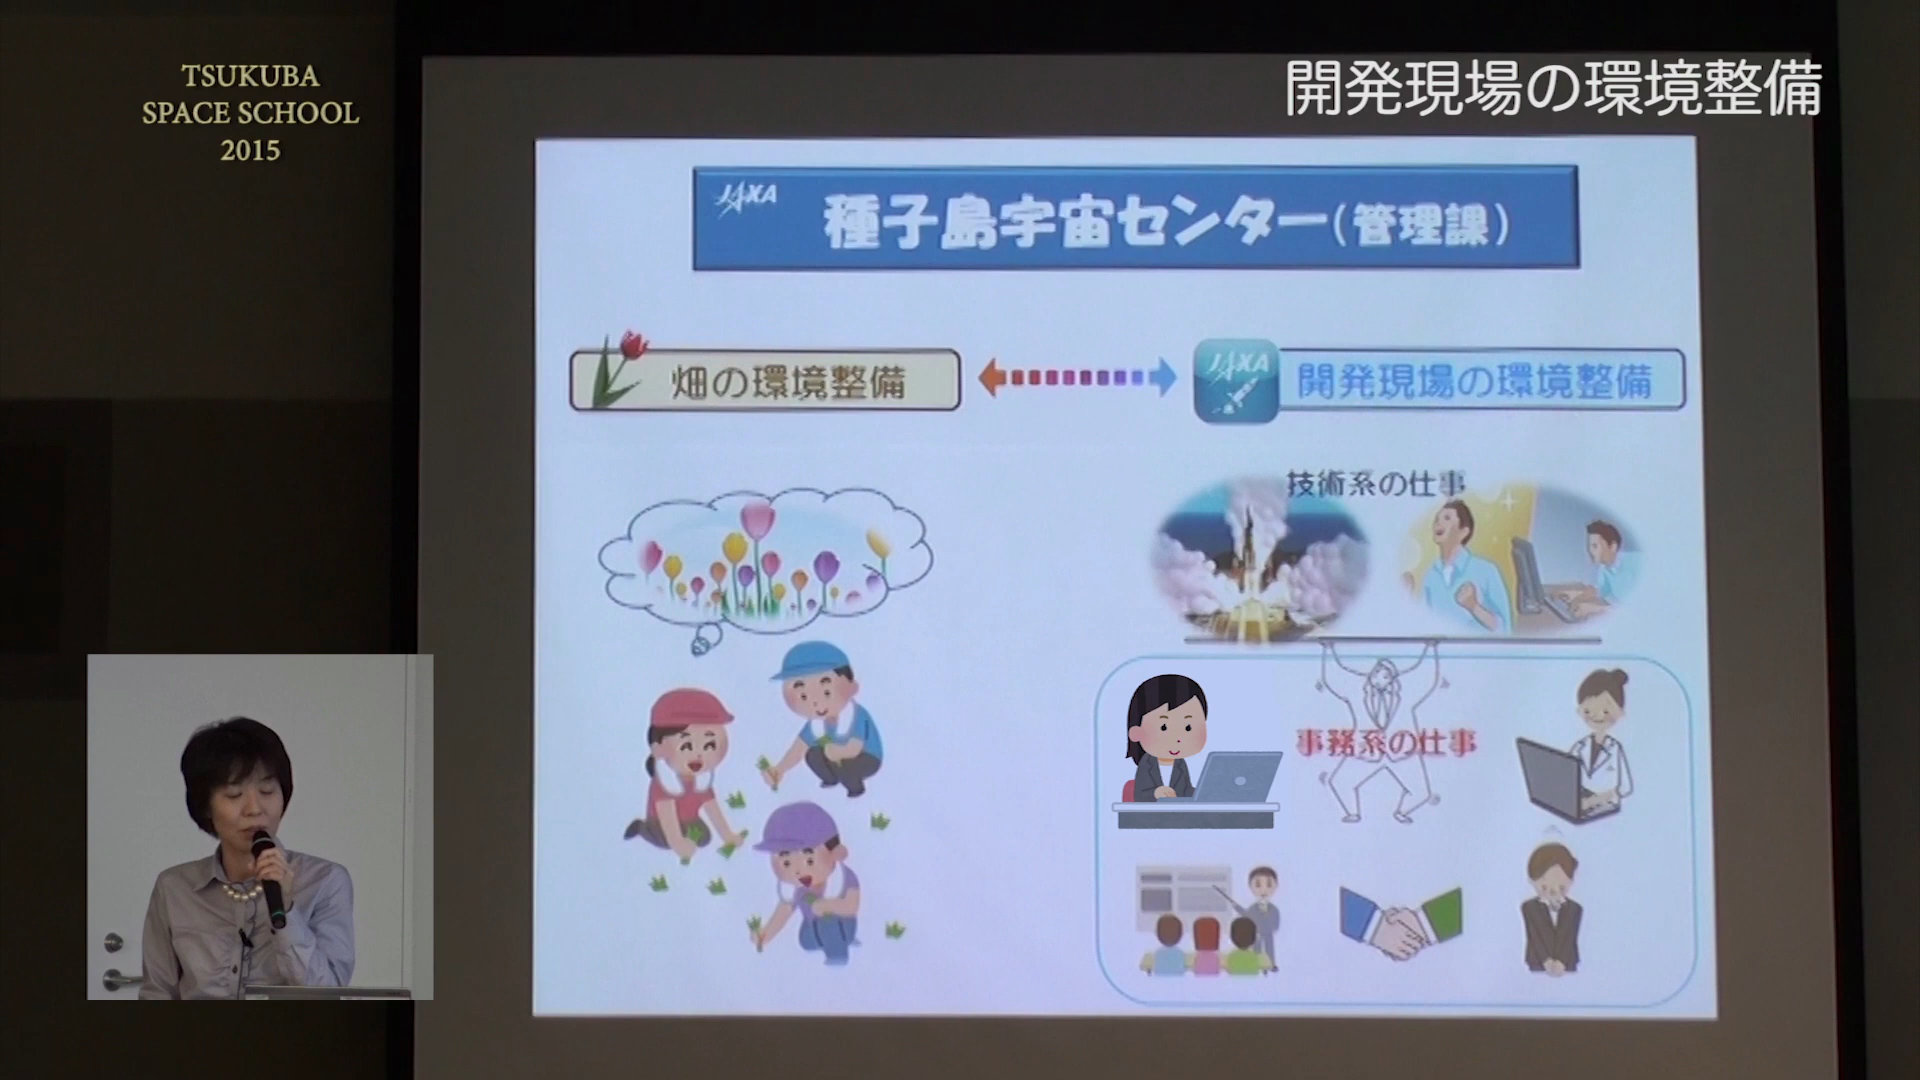 TSUKUBA
SPACE SCHOOL
2015
開発現場の環境整備
JAXA
種子島宇宙センター(管理課)
畑の環境整備
JAXA
開発現場の環境整備
技術系の仕事
事務系の仕事